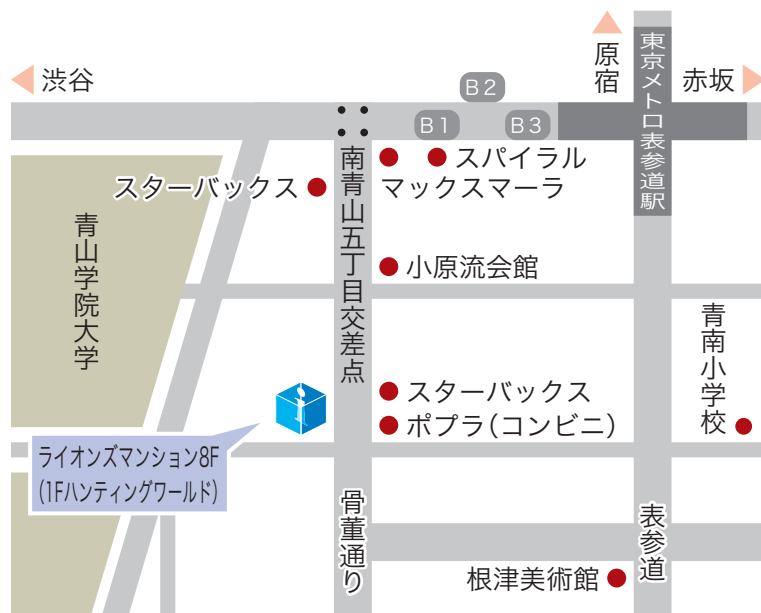 渋谷
原宿
東京メトロ表参道駅
赤坂
B2
B1
B3
スパイラル
スターバックス
マックスマーラ
南青山五丁目交差点
青山学院大学
小原流会館
青南小学校
スターバックス
ポプラ(コンビニ)
ライオンズマンション8F
(1Fハンティングワールド)
骨董通り
表参道
根津美術館